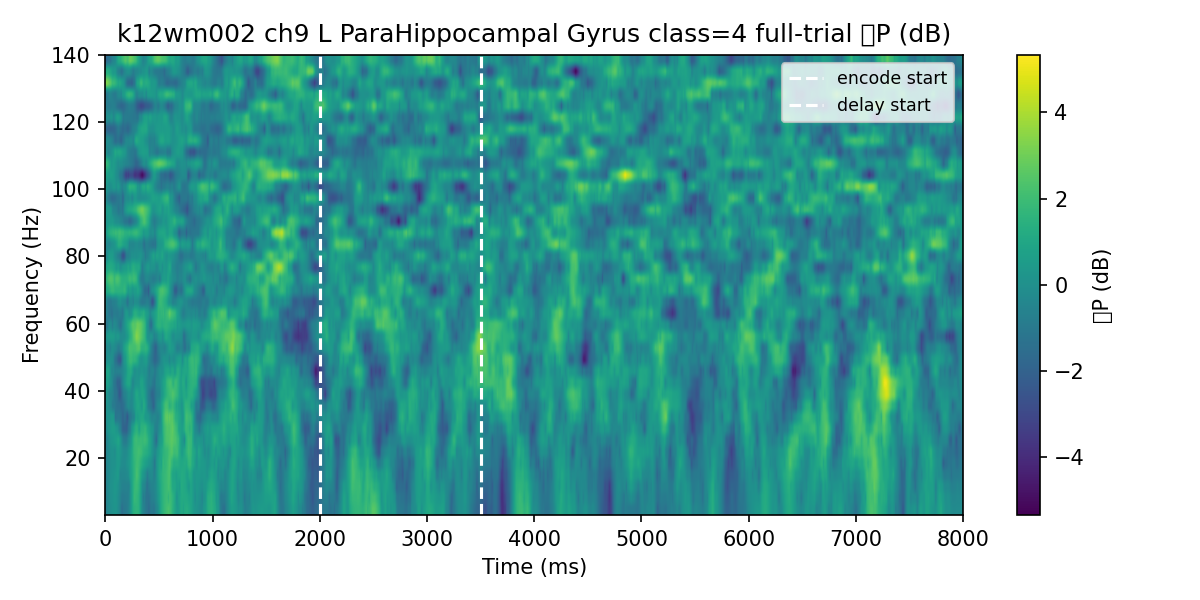 k12wm002 ch9 L ParaHippocampal Gyrus class=4 full-trial ▯P (dB)
140
120
100
80
60
40
20
Frequency (Hz)
0 1000 2000 3000 4000 5000 6000 7000 8000
Time (ms)
encode start
delay start
4
2
0
−2
−4
▯P (dB)